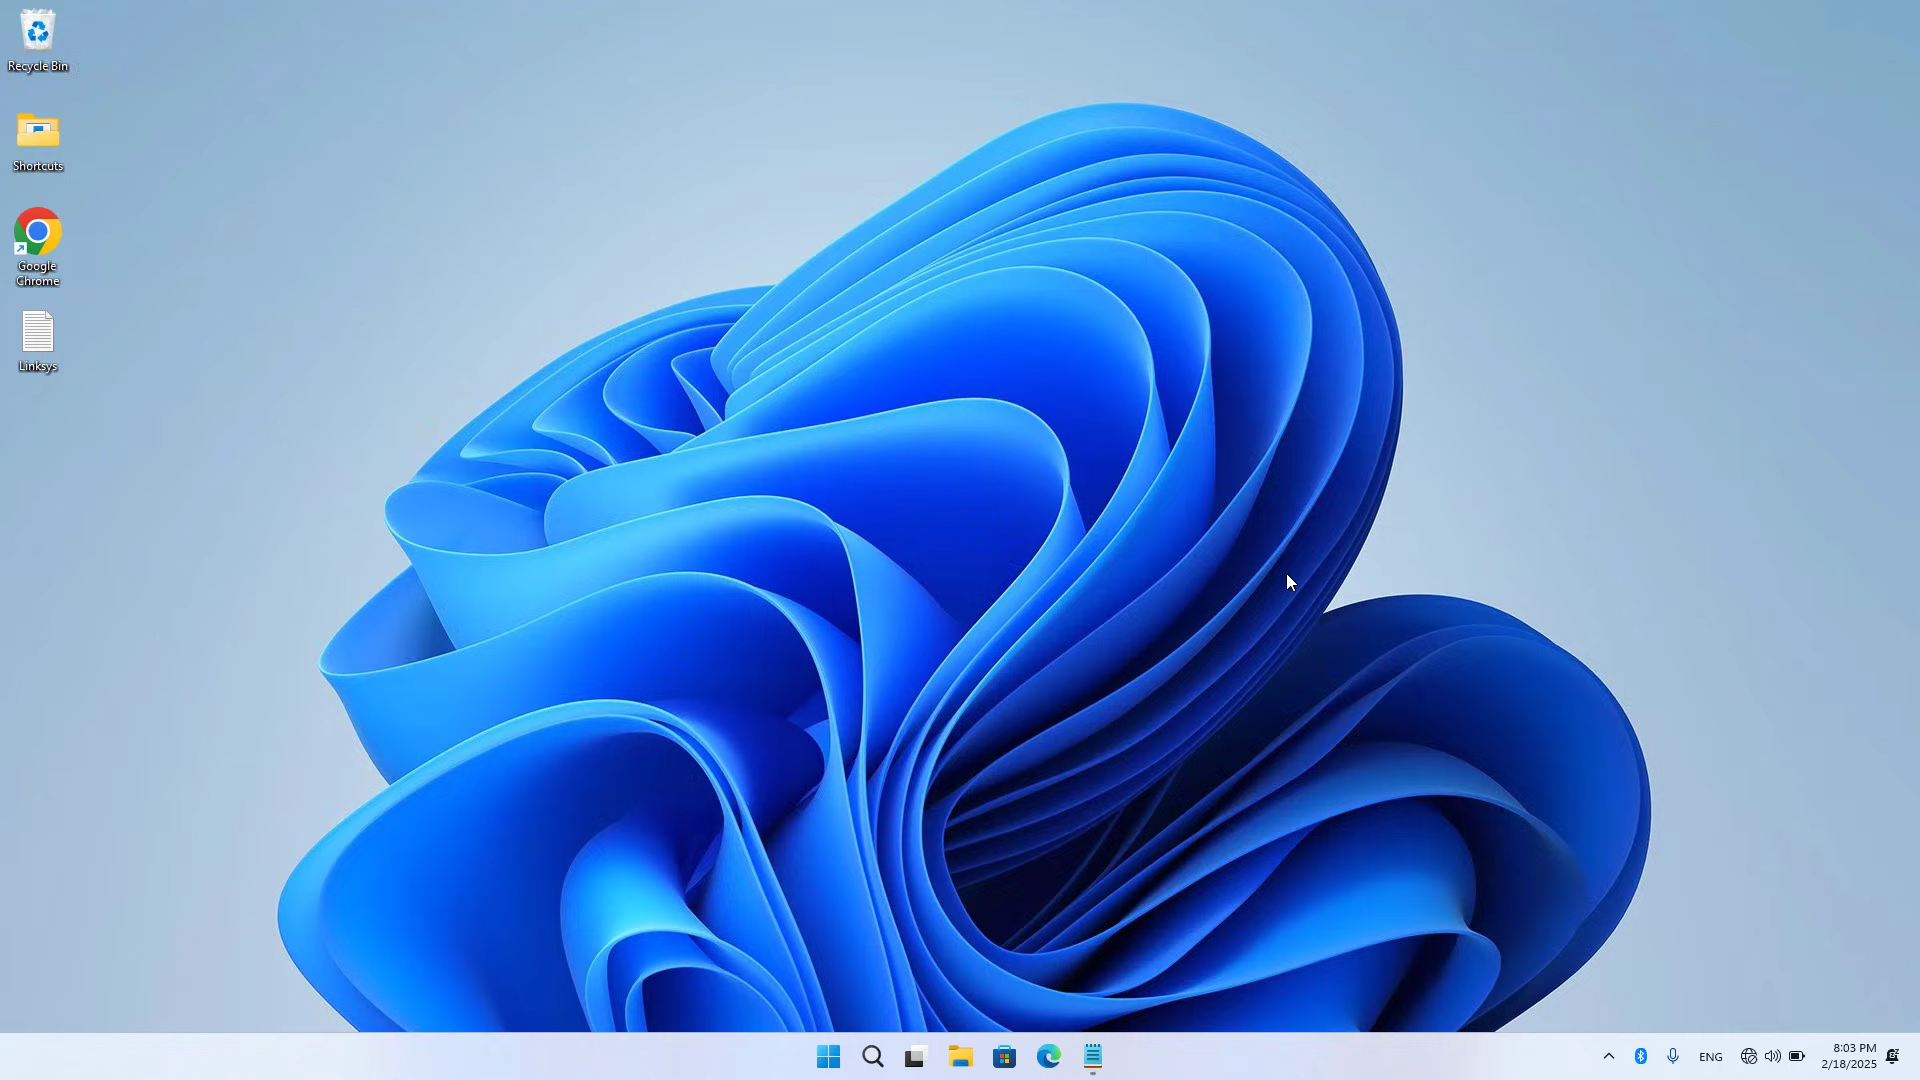 Recycle Bin
Shortcuts
Google
Chrome
Linksys
ENG
8:03 PM
2/18/2025